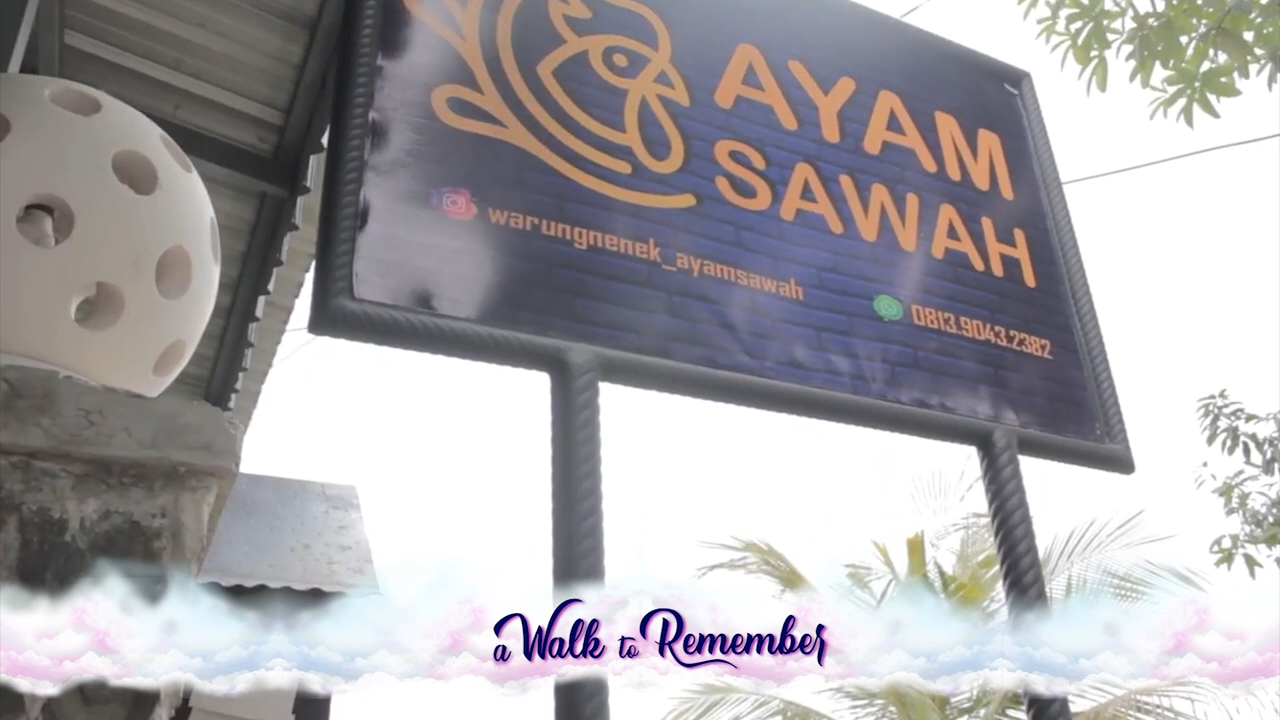 AYAM
SAWAH
warungnenek_ayamsawah
0813.9043.2382
a Walk to Remember